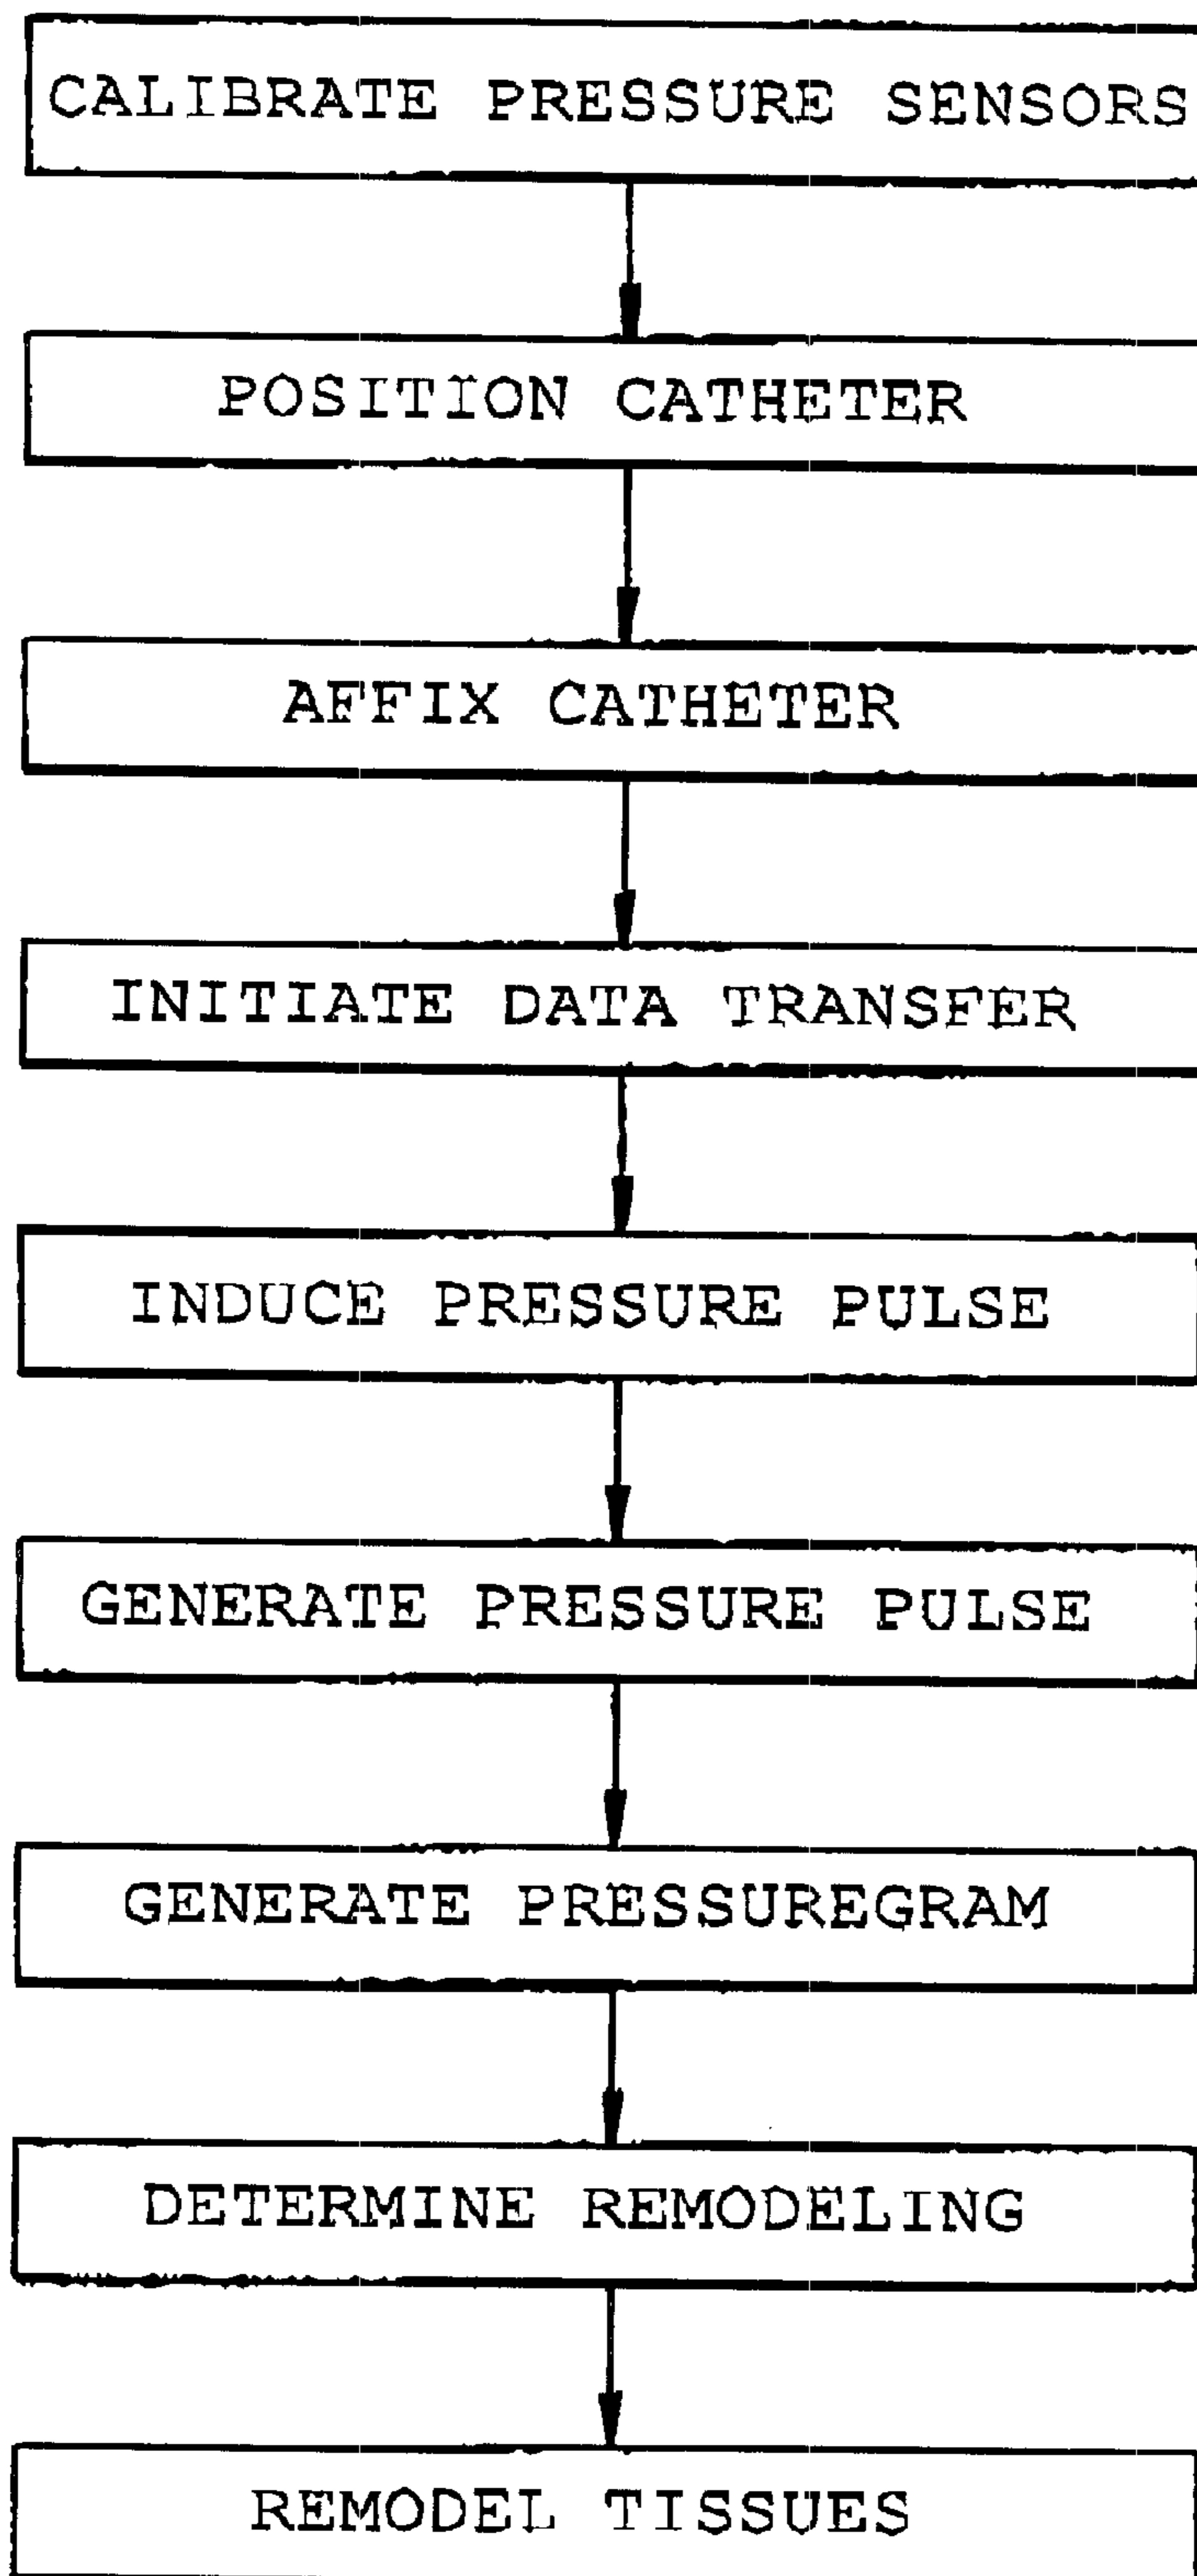 CALIBRATE PRESSURE SENSORS
POSITION CATHETER
AFFIX CATHETER
INITIATE DATA TRANSFER
INDUCE PRESSURE PULSE
GENERATE PRESSURE PULSE
GENERATE PRESSUREGRAM
DETERMINE REMODELING
REMODEL TISSUES